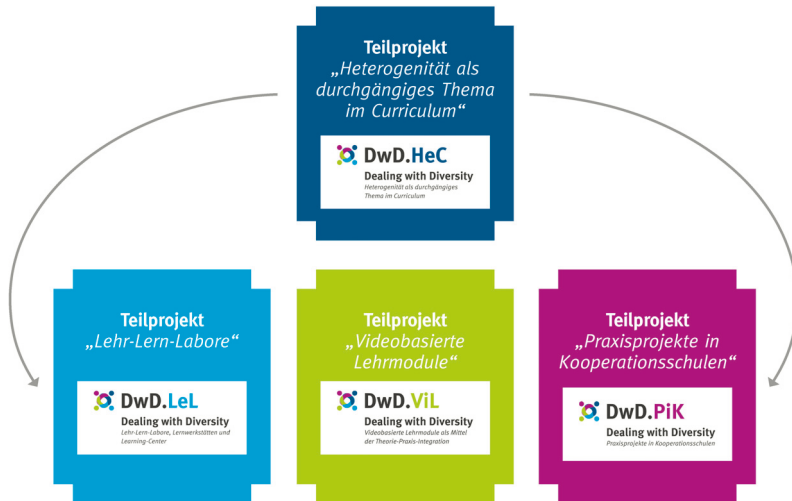 Teilprojekt
„Heterogenität als
durchgängiges Thema
im Curriculum“
DwD.HeC
Dealing with Diversity
Heterogenität als durchgängiges
Thema im Curriculum
Teilprojekt
„Lehr-Lern-Labore“
DwD.LeL
Dealing with Diversity
Lehr-Lern-Labore, Lernwerkstätten und
Learning-Center
Teilprojekt
„Videobasierte
Lehrmodule“
DwD.ViL
Dealing with Diversity
Videobasierte Lehrmodule als Mittel
der Theorie-Praxis-Integration
Teilprojekt
„Praxisprojekte in
Kooperationsschulen“
DwD.PiK
Dealing with Diversity
Praxisprojekte in Kooperationsschulen